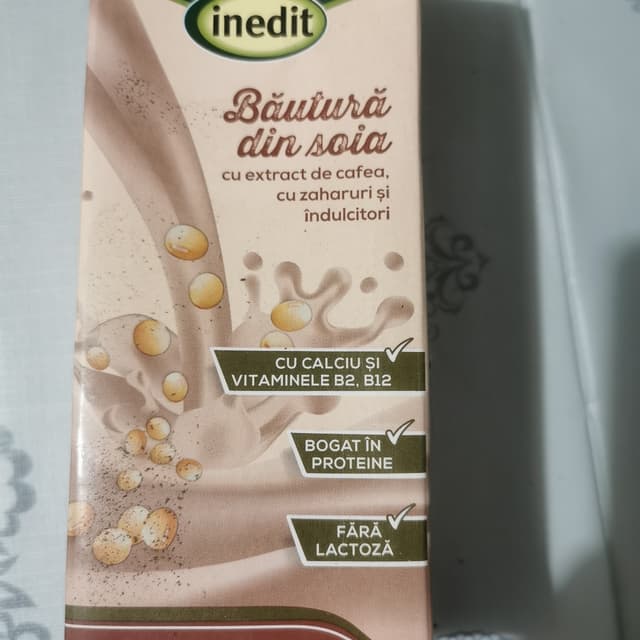 inedit
Băutură
din soia
cu extract de cafea,
cu zaharuri și
îndulcitori
CU CALCIU ȘI
VITAMINELE B2, B12
BOGAT ÎN
PROTEINE
FĂRĂ
LACTOZĂ